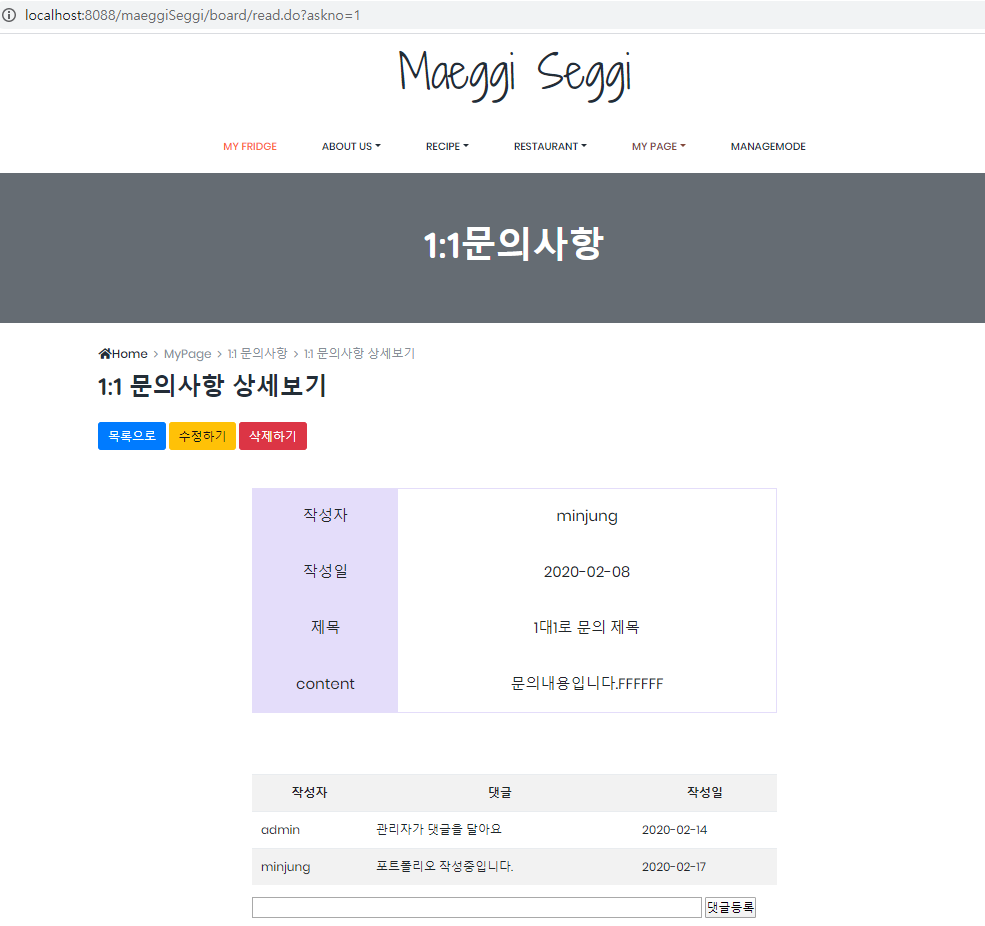 localhost:8088/maeggiSeggi/board/read.do?askno=1
Maeggi Seggi
MY FRIDGE ABOUT US RECIPE RESTAURANT MY PAGE MANAGEMODE
1:1문의사항
Home > MyPage > 1:1 문의사항 > 1:1 문의사항 상세보기
1:1 문의사항 상세보기
목록으로 수정하기 삭제하기
작성자 minjung
작성일 2020-02-08
제목 1대1로 문의 제목
content 문의내용입니다.FFFFFF
작성자 댓글 작성일
admin 관리자가 댓글을 달아요 2020-02-14
minjung 포트폴리오 작성중입니다. 2020-02-17
댓글등록